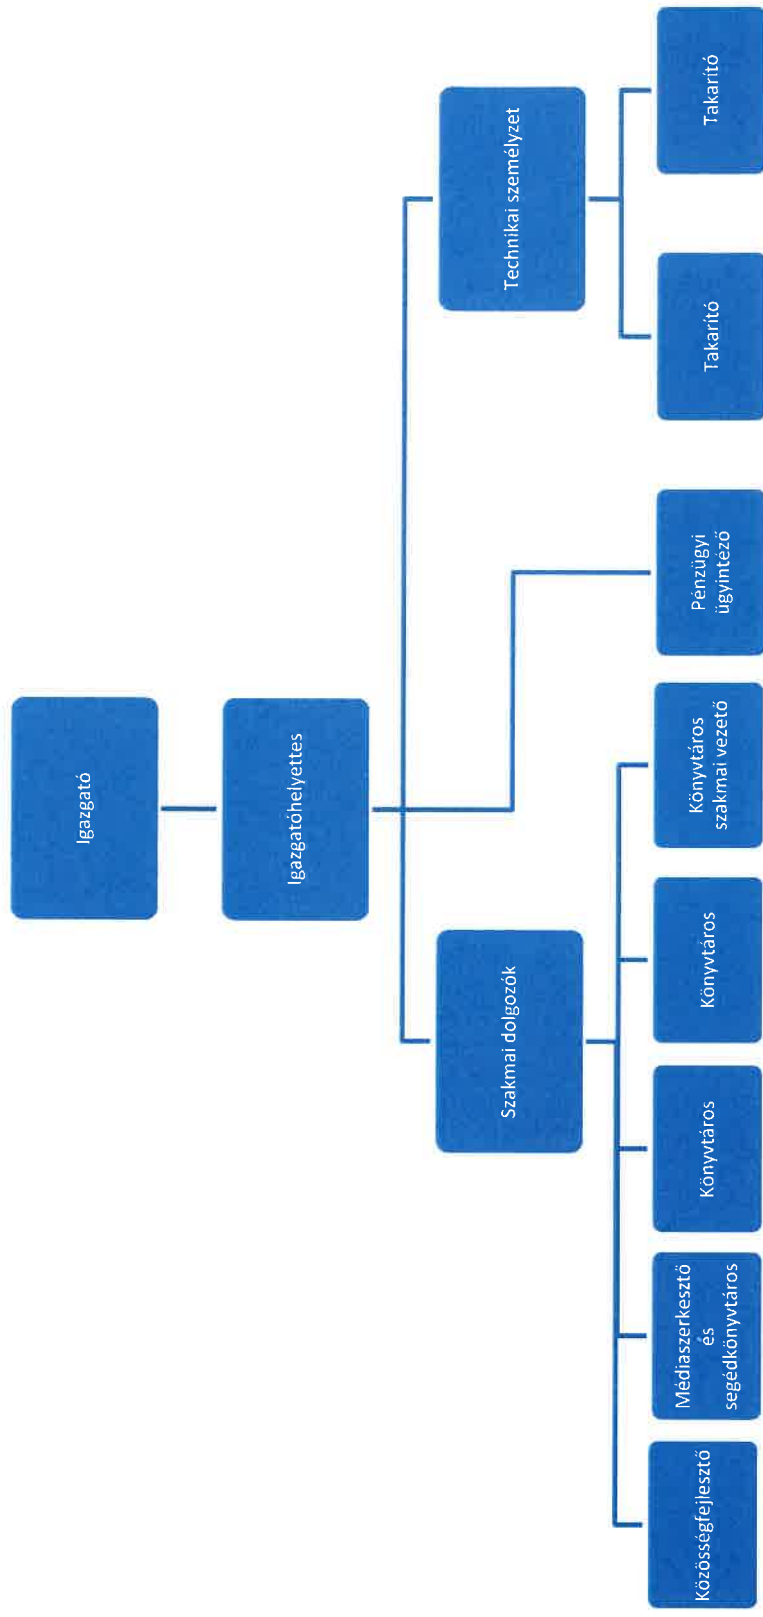 Igazgató
Igazgatóhelyettes
Szakmai dolgozók
Technikai személyzet
Közösségfejlesztő
Médiaszerkesztő
és
segédkönyvtáros
Könyvtáros
Könyvtáros
Könyvtáros
szakmai vezető
Pénzügyi
ügyintéző
Takarító
Takarító